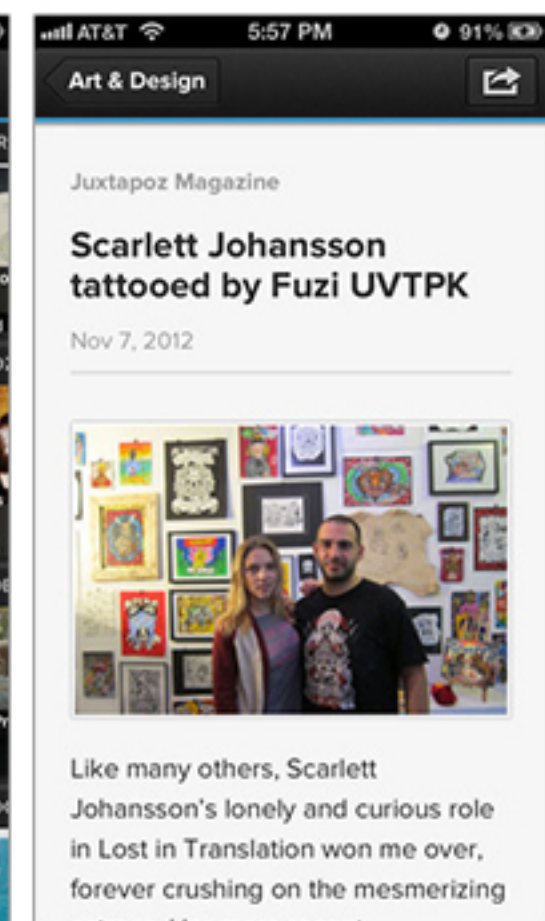 AT&T 5:57 PM 91%
Art & Design
Juxtapoz Magazine
Scarlett Johansson
tattooed by Fuzi UVTPK
Nov 7, 2012
Like many others, Scarlett
Johansson's lonely and curious role
in Lost in Translation won me over,
forever crushing on the mesmerizing